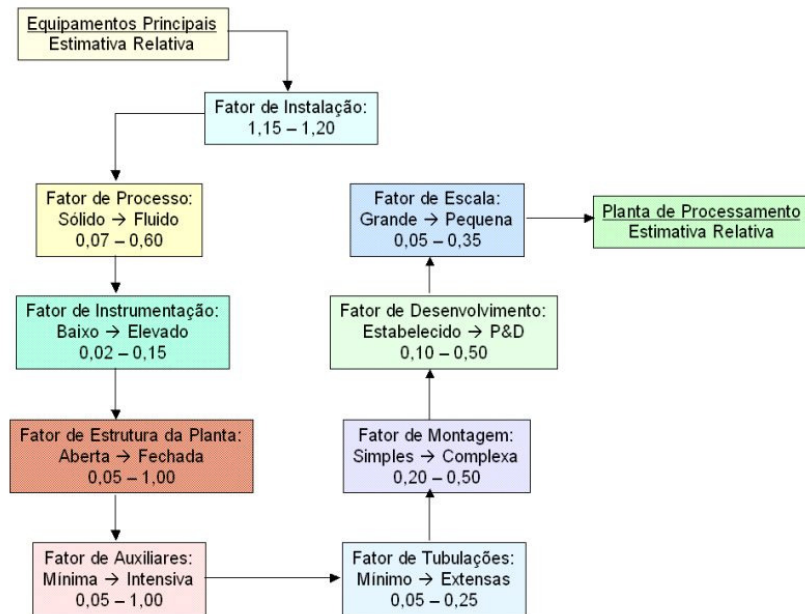 Equipamentos Principais
Estimativa Relativa
Fator de Instalação:
1,15 – 1,20
Fator de Processo:
Sólido → Fluido
0,07 – 0,60
Fator de Instrumentação:
Baixo → Elevado
0,02 – 0,15
Fator de Estrutura da Planta:
Aberta → Fechada
0,05 – 1,00
Fator de Auxiliares:
Mínima → Intensiva
0,05 – 1,00
Fator de Tubulações:
Mínimo → Extensas
0,05 – 0,25
Fator de Montagem:
Simples → Complexa
0,20 – 0,50
Fator de Desenvolvimento:
Estabelecido → P&D
0,10 – 0,50
Fator de Escala:
Grande → Pequena
0,05 – 0,35
Planta de Processamento
Estimativa Relativa